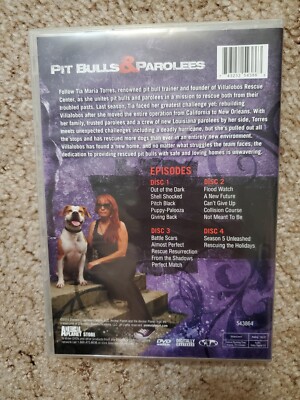 PIT BULLS & PAROLEES
Follow Tia Maria Torres, renowned pit bull trainer and founder of Villalobos Rescue
Center, as she unites pit bulls and parolees in a mission to rescue both from their
troubled pasts. Last season, Tia faced her greatest challenge yet: rebuilding
Villalobos after she moved the entire operation from California to New Orleans. With
her family, trusted parolees and a crew of new Louisiana parolees by her side, Torres
meets unexpected challenges including a deadly hurricane, but she's pulled out all
the stops and has rescued more dogs than ever in an entirely new environment.
Villalobos has found a new home, and no matter what struggles the team faces, the
dedication to providing rescued pit bulls with safe and loving homes is unwavering.
EPISODES
DISC 1
Out of the Dark
Shell Shocked
Pitch Black
Puppy-Palooza
Giving Back
DISC 2
Flood Watch
A New Future
Can't Give Up
Collision Course
Not Meant To Be
DISC 3
Battle Scars
Almost Perfect
Rescue Resurrection
From the Shadows
Perfect Match
DISC 4
Season 5 Unleashed
Rescuing the Holidays
ANIMAL
PLANET STORE
DVD
543864